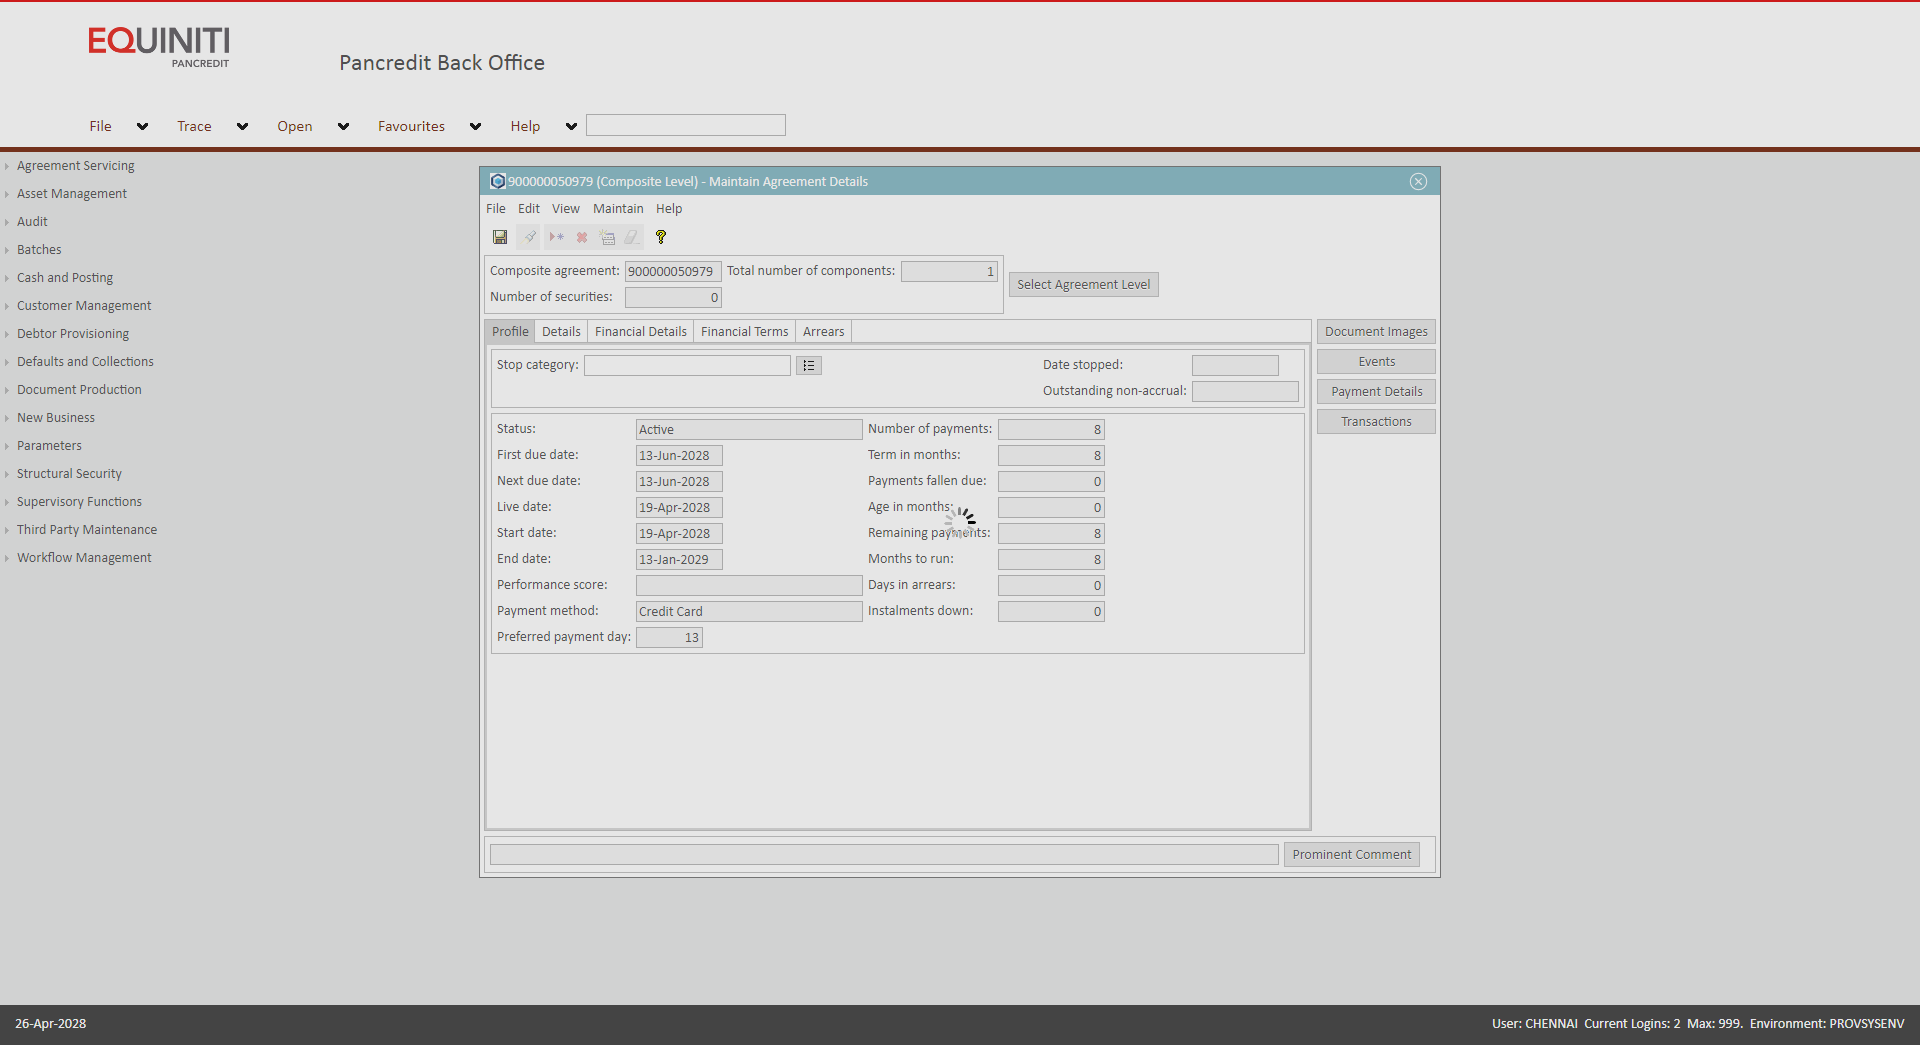 EQUINITI
PANCREDIT
Pancredit Back Office
File Trace Open Favourites Help
Agreement Servicing
Asset Management
Audit
Batches
Cash and Posting
Customer Management
Debtor Provisioning
Defaults and Collections
Document Production
New Business
Parameters
Structural Security
Supervisory Functions
Third Party Maintenance
Workflow Management
900000050979 (Composite Level) - Maintain Agreement Details
File Edit View Maintain Help
Composite agreement: 900000050979 Total number of components: 1
Number of securities: 0
Select Agreement Level
Profile Details Financial Details Financial Terms Arrears
Stop category: Date stopped:
Outstanding non-accrual:
Status: Active Number of payments: 8
First due date: 13-Jun-2028 Term in months: 8
Next due date: 13-Jun-2028 Payments fallen due: 0
Live date: 19-Apr-2028 Age in months: 0
Start date: 19-Apr-2028 Remaining payments: 8
End date: 13-Jan-2029 Months to run: 8
Performance score: Days in arrears: 0
Payment method: Credit Card Instalments down: 0
Preferred payment day: 13
Document Images
Events
Payment Details
Transactions
Prominent Comment
26-Apr-2028 User: CHENNAI Current Logins: 2 Max: 999. Environment: PROVSYSENV